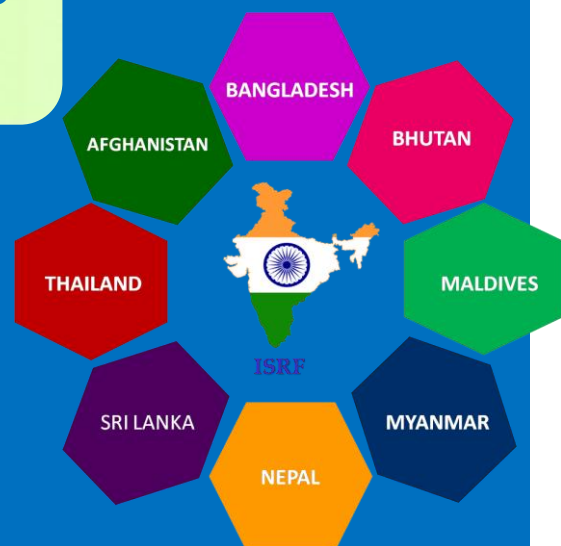 BANGLADESH
AFGHANISTAN
BHUTAN
THAILAND
MALDIVES
ISRF
SRI LANKA
MYANMAR
NEPAL